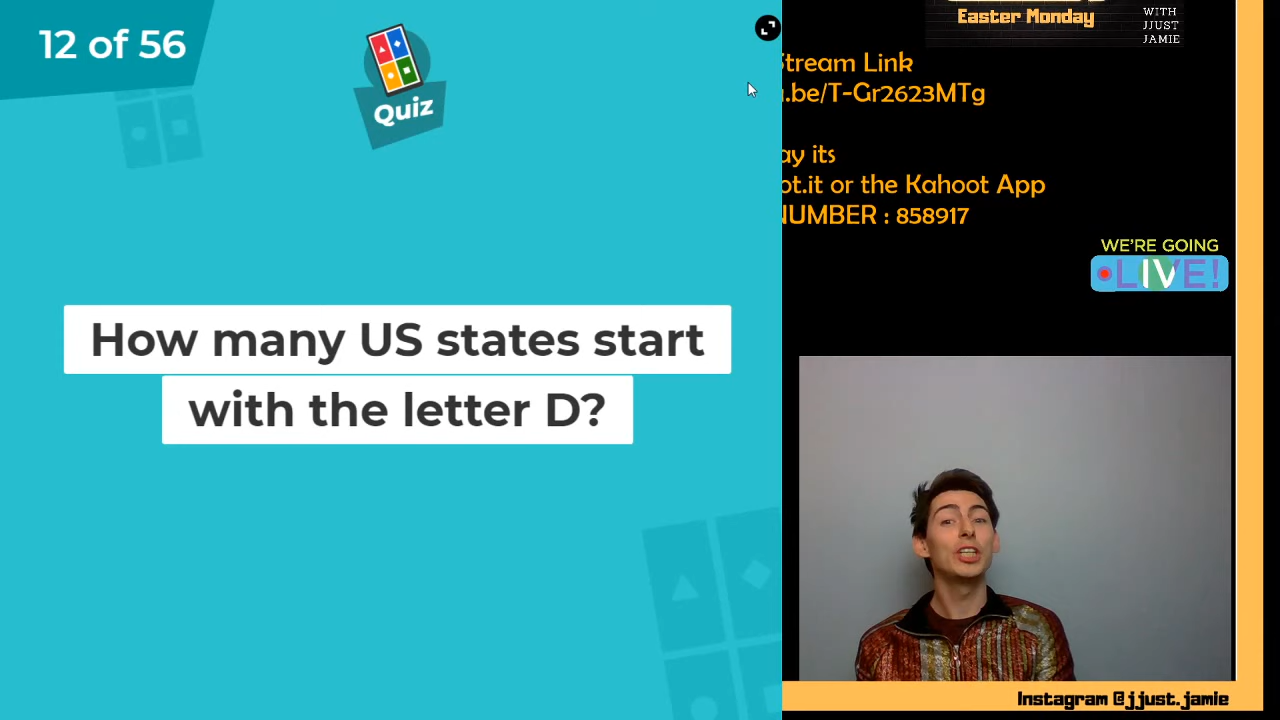 12 of 56
Quiz
How many US states start
with the letter D?
Easter Monday
WITH
JJUST
JAMIE
Stream Link
.be/T-Gr2623MTg
ay its
ot.it or the Kahoot App
NUMBER : 858917
WE'RE GOING
LIVE!
Instagram @jjust.jamie